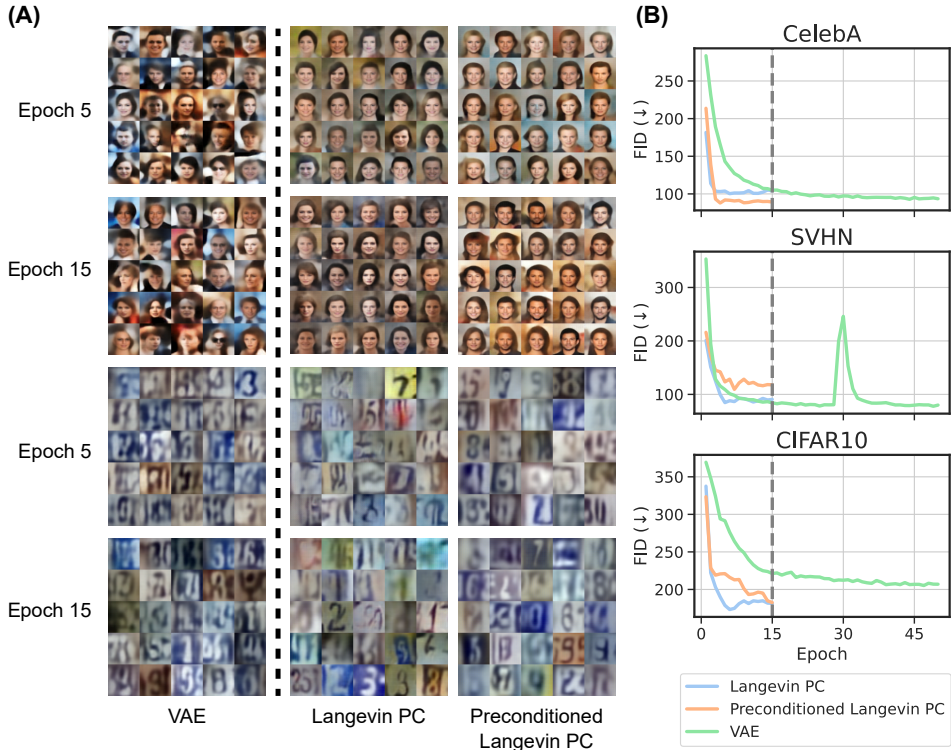 (A)
Epoch 5
Epoch 15
Epoch 5
Epoch 15
VAE
Langevin PC
Preconditioned
Langevin PC
(B)
CelebA
FID (↓)
250
200
150
100
SVHN
FID (↓)
300
200
100
CIFAR10
FID (↓)
350
300
250
200
0
15
30
45
Epoch
Langevin PC
Preconditioned Langevin PC
VAE